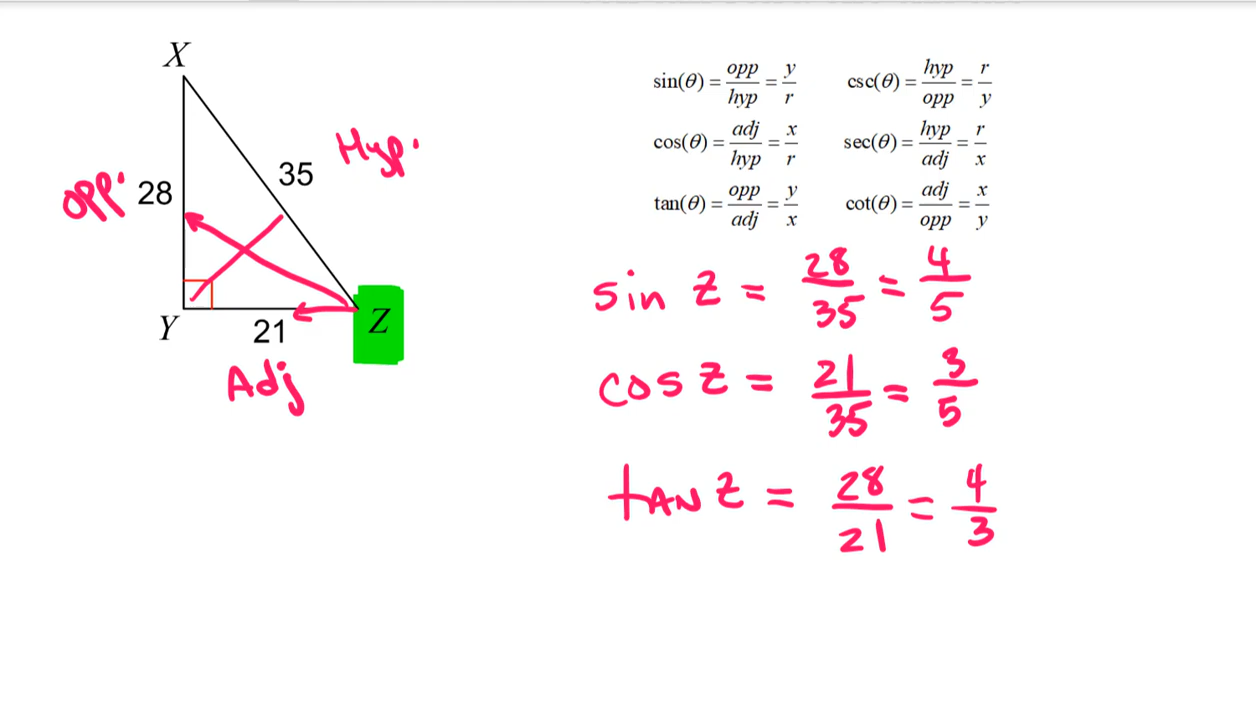 X
opp. 28
35 Hyp.
Y 21 Z
Adj
sin(θ) = opp/hyp = y/r csc(θ) = hyp/opp = r/y
cos(θ) = adj/hyp = x/r sec(θ) = hyp/adj = r/x
tan(θ) = opp/adj = y/x cot(θ) = adj/opp = x/y
sin Z = 28/35 = 4/5
cos Z = 21/35 = 3/5
tAN Z = 28/21 = 4/3